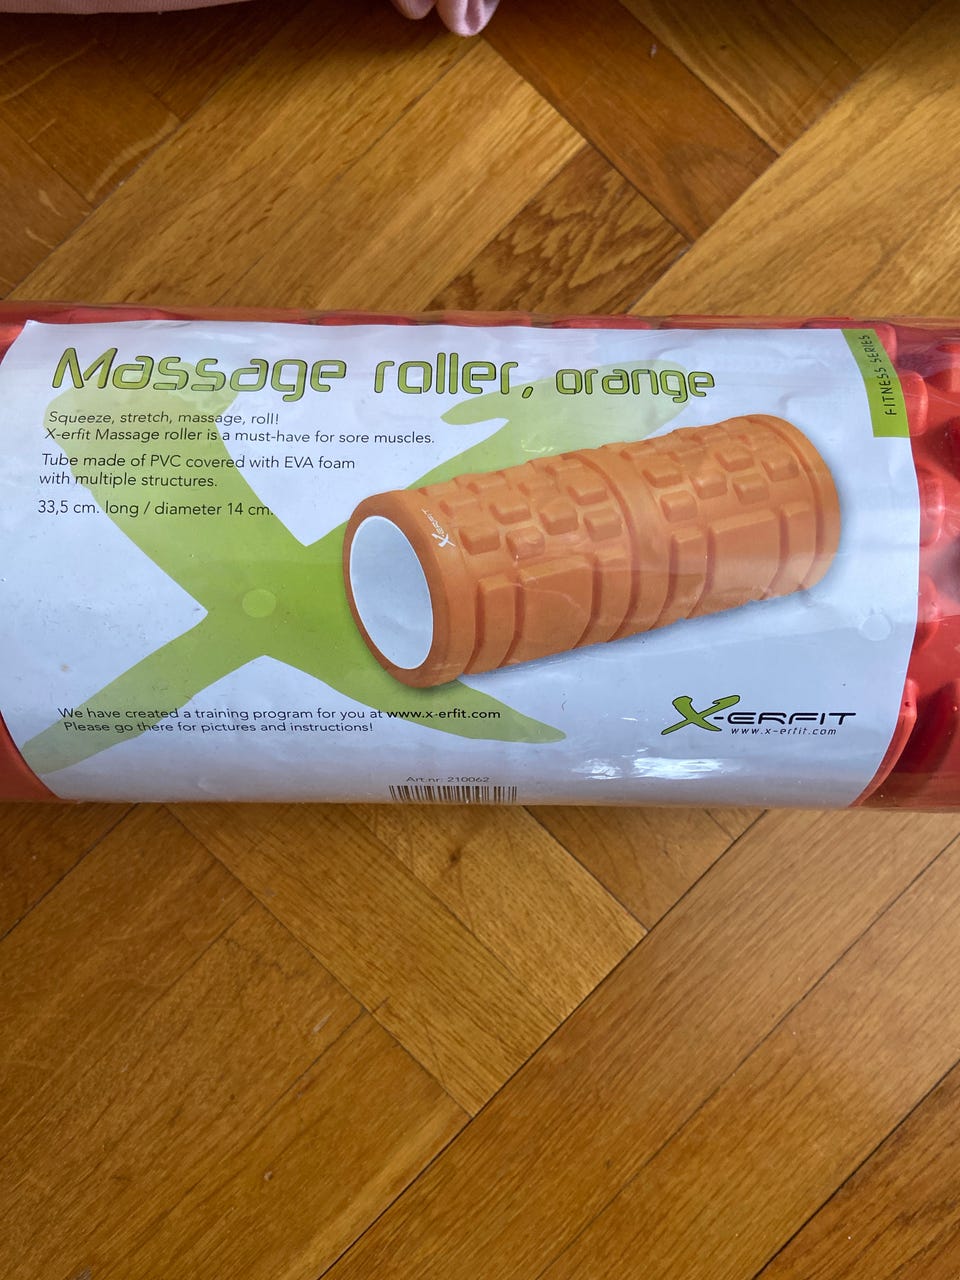 Massage roller, orange
FITNESS SERIES
Squeeze, stretch, massage, roll!
X-erfit Massage roller is a must-have for sore muscles.
Tube made of PVC covered with EVA foam
with multiple structures.
33,5 cm. long / diameter 14 cm.
X-ERFIT
We have created a training program for you at www.x-erfit.com
Please go there for pictures and instructions!
X-ERFIT
www.x-erfit.com
Art.nr: 210062